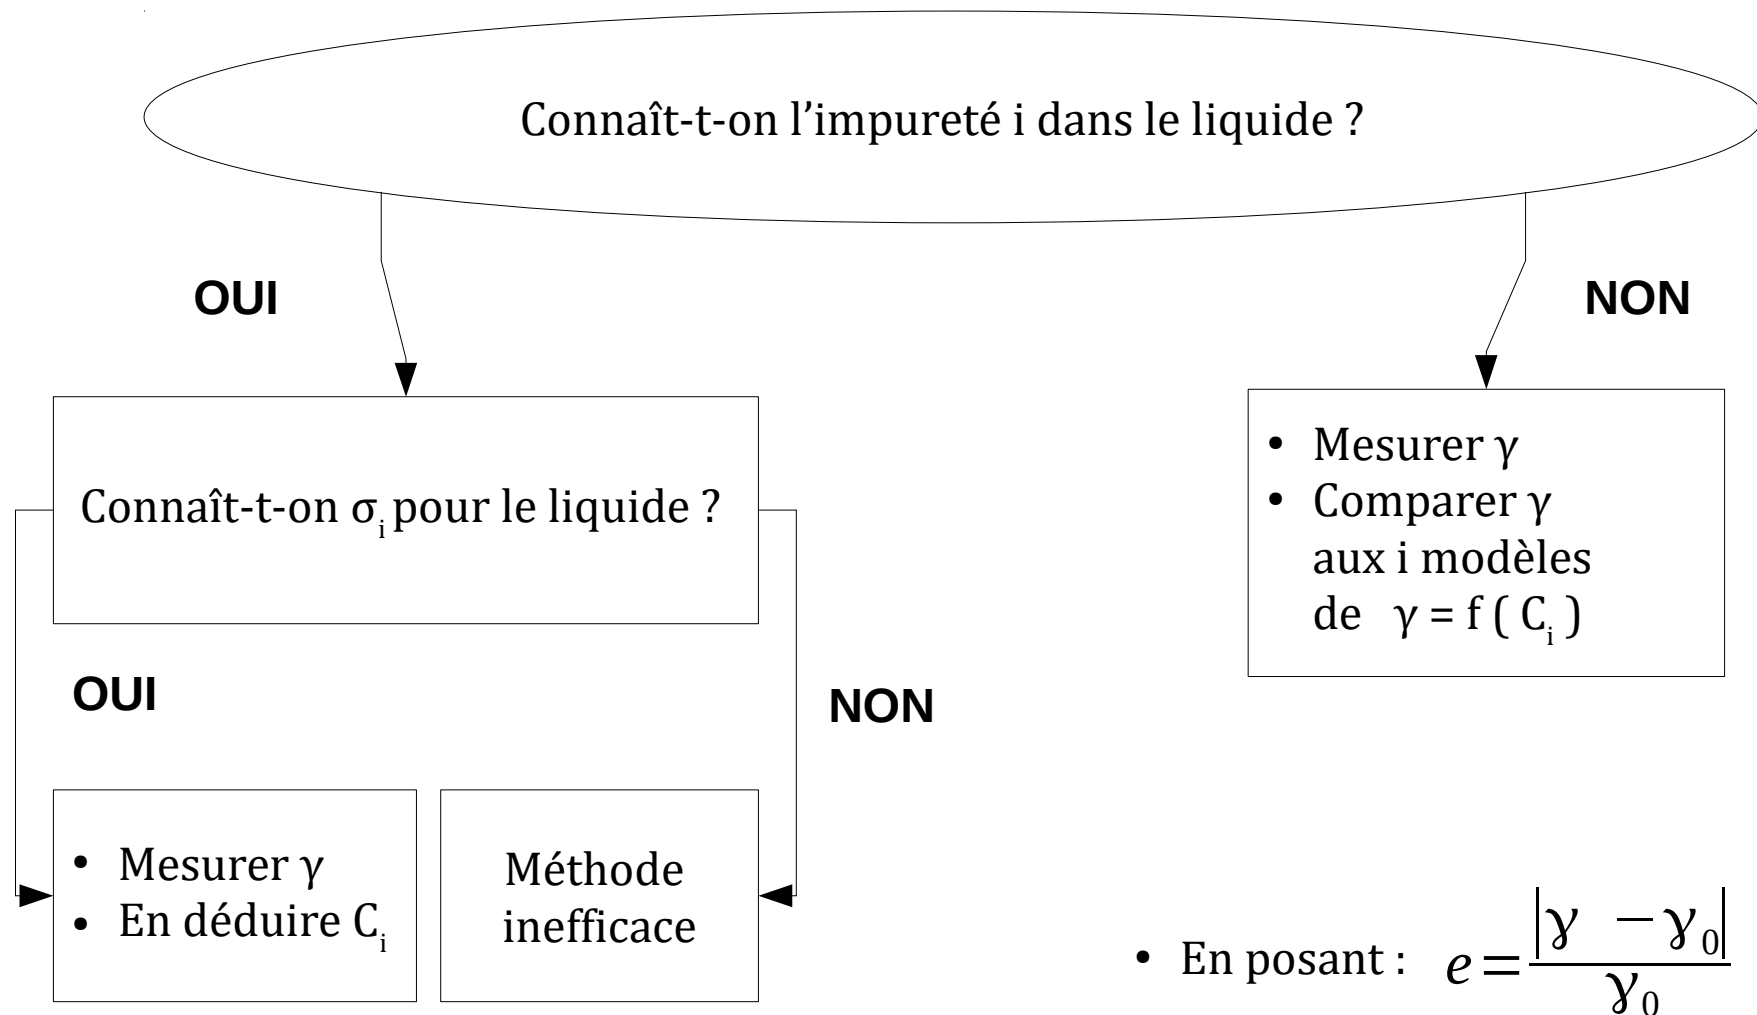 Connaît-t-on l’impureté i dans le liquide ?
OUI
NON
Connaît-t-on σi pour le liquide ?
• Mesurer γ
• Comparer γ
aux i modèles
de γ = f ( Ci )
OUI
NON
• Mesurer γ
• En déduire Ci
Méthode
inefficace
• En posant : e = |γ − γ0| / γ0